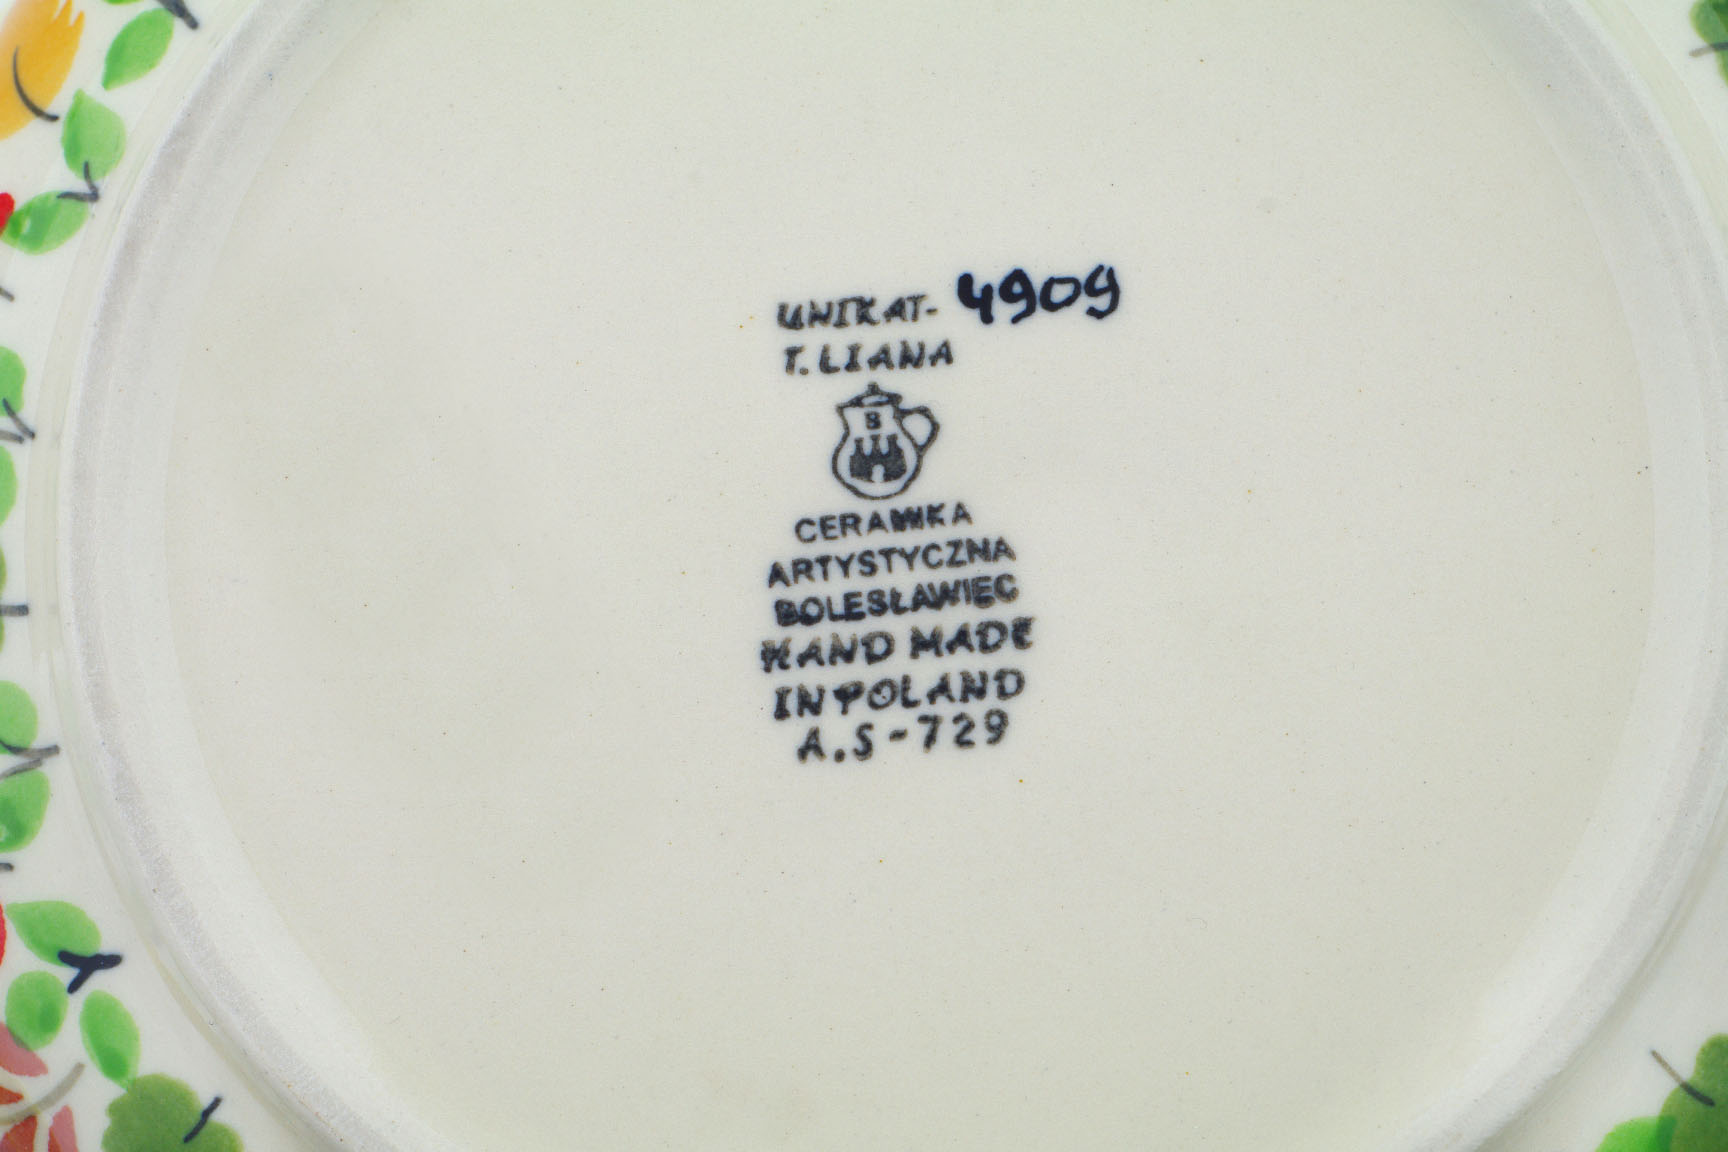 UNIKAT- 4909
T. LIANA
B
CERAMIKA
ARTYSTYCZNA
BOLESŁAWIEC
HAND MADE
IN POLAND
A.S-729